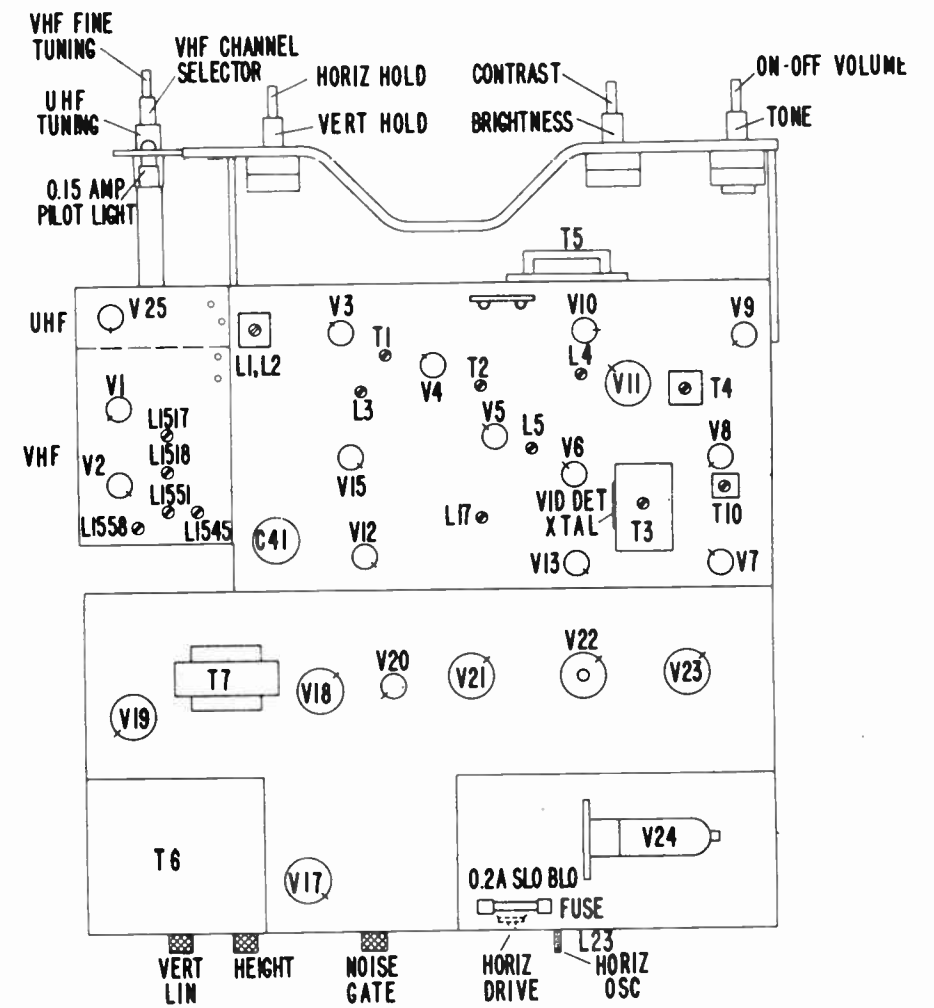 VHF FINE
TUNING
VHF CHANNEL
SELECTOR
UHF
TUNING
HORIZ HOLD
VERT HOLD
CONTRAST
BRIGHTNESS
ON-OFF VOLUME
TONE
0.15 AMP
PILOT LIGHT
T5
UHF
V25
L1, L2
V3
T1
V4
L3
T2
V10
L4
V11
V9
T4
V1
L1517
L1518
VHF
V2
L1551
L1558
L1545
V15
V5
L5
V6
V8
T10
VID DET
XTAL
T3
L17
C41
V12
V13
V7
T7
V18
V20
V21
V22
V23
V19
T6
V17
V24
0.2A SLO BLO
FUSE
L23
VERT
LIN
HEIGHT
NOISE
GATE
HORIZ
DRIVE
HORIZ
OSC